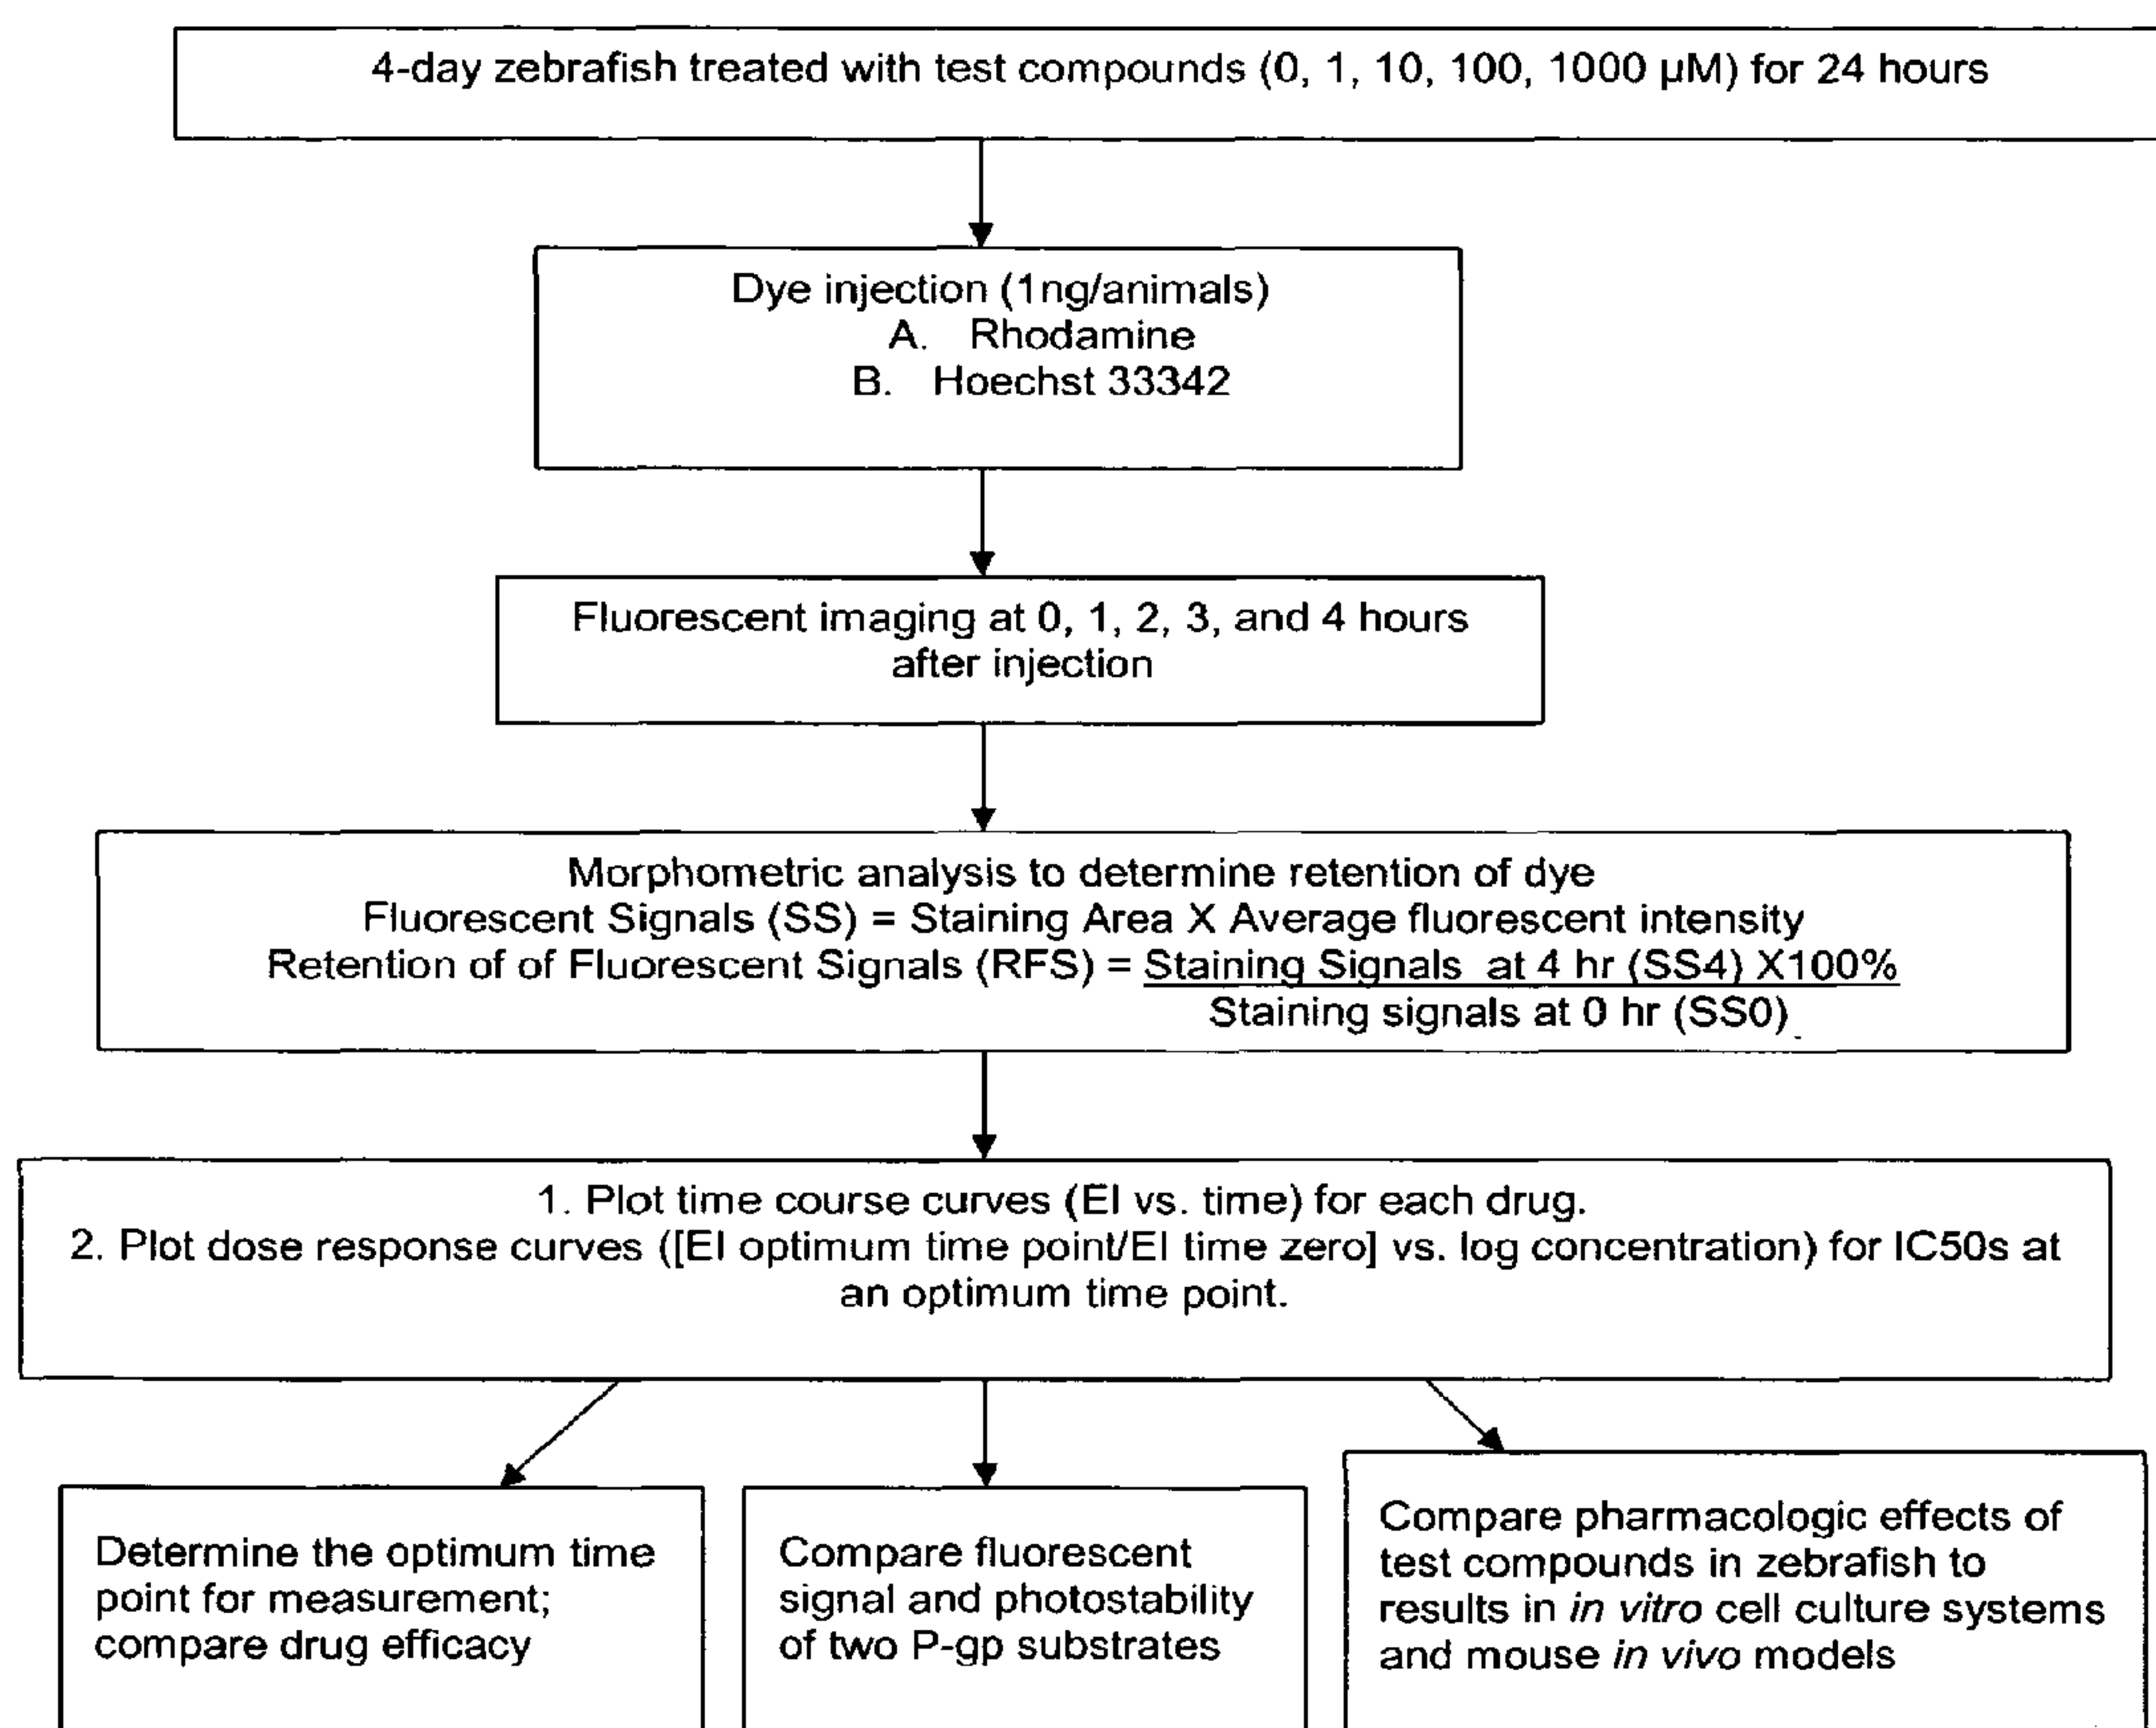 4-day zebrafish treated with test compounds (0, 1, 10, 100, 1000 µM) for 24 hours
Dye injection (1ng/animals)
A. Rhodamine
B. Hoechst 33342
Fluorescent imaging at 0, 1, 2, 3, and 4 hours
after injection
Morphometric analysis to determine retention of dye
Fluorescent Signals (SS) = Staining Area X Average fluorescent intensity
Retention of of Fluorescent Signals (RFS) = Staining Signals at 4 hr (SS4) X100%
Staining signals at 0 hr (SS0)
1. Plot time course curves (EI vs. time) for each drug.
2. Plot dose response curves ([EI optimum time point/EI time zero] vs. log concentration) for IC50s at
an optimum time point.
Determine the optimum time
point for measurement;
compare drug efficacy
Compare fluorescent
signal and photostability
of two P-gp substrates
Compare pharmacologic effects of
test compounds in zebrafish to
results in in vitro cell culture systems
and mouse in vivo models